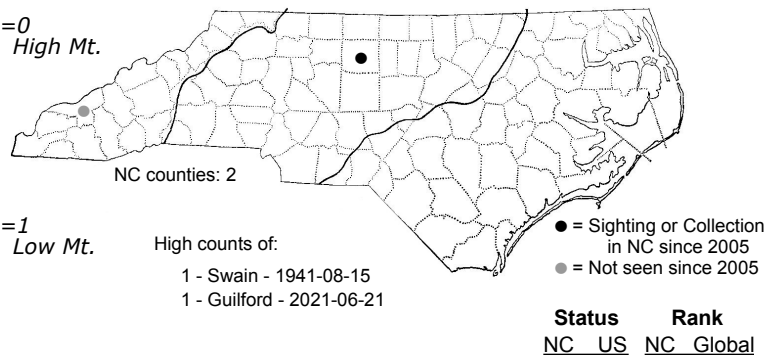 =0
High Mt.
NC counties: 2
=1
Low Mt.
High counts of:
1 - Swain - 1941-08-15
1 - Guilford - 2021-06-21
● = Sighting or Collection
in NC since 2005
● = Not seen since 2005
Status Rank
NC US NC Global